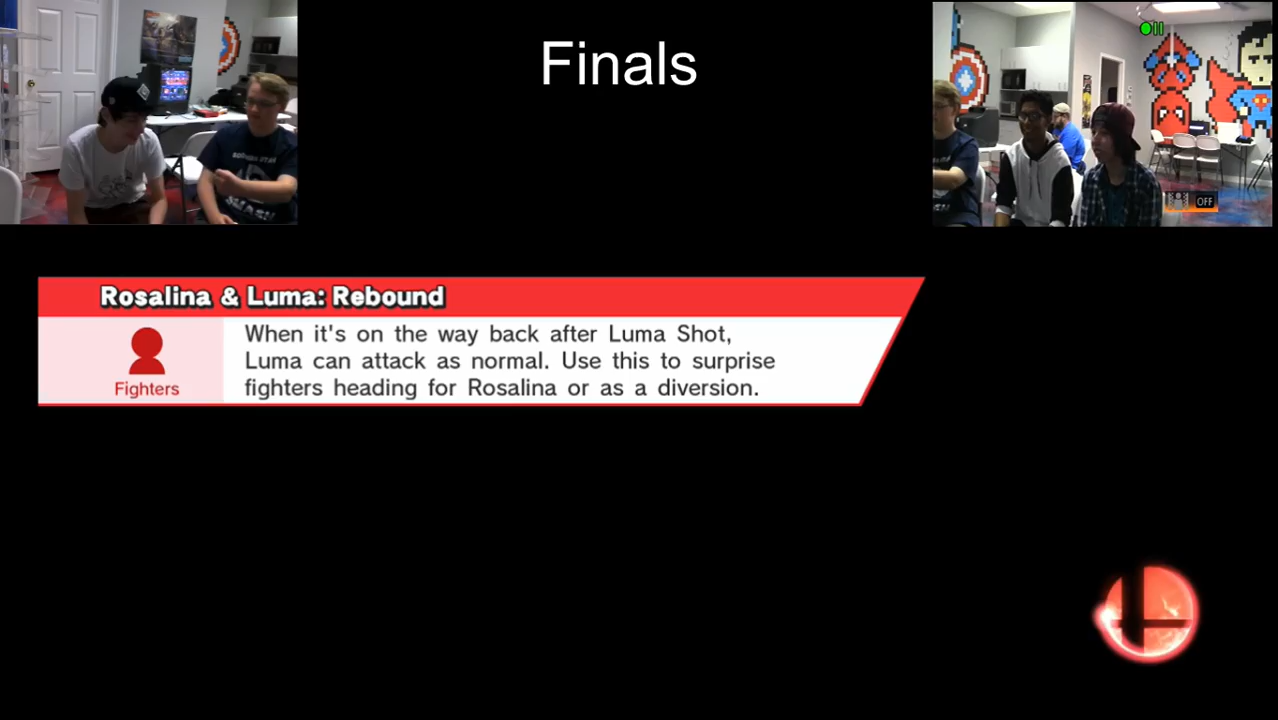 Finals
OFF
Rosalina & Luma: Rebound
Fighters
When it's on the way back after Luma Shot,
Luma can attack as normal. Use this to surprise
fighters heading for Rosalina or as a diversion.